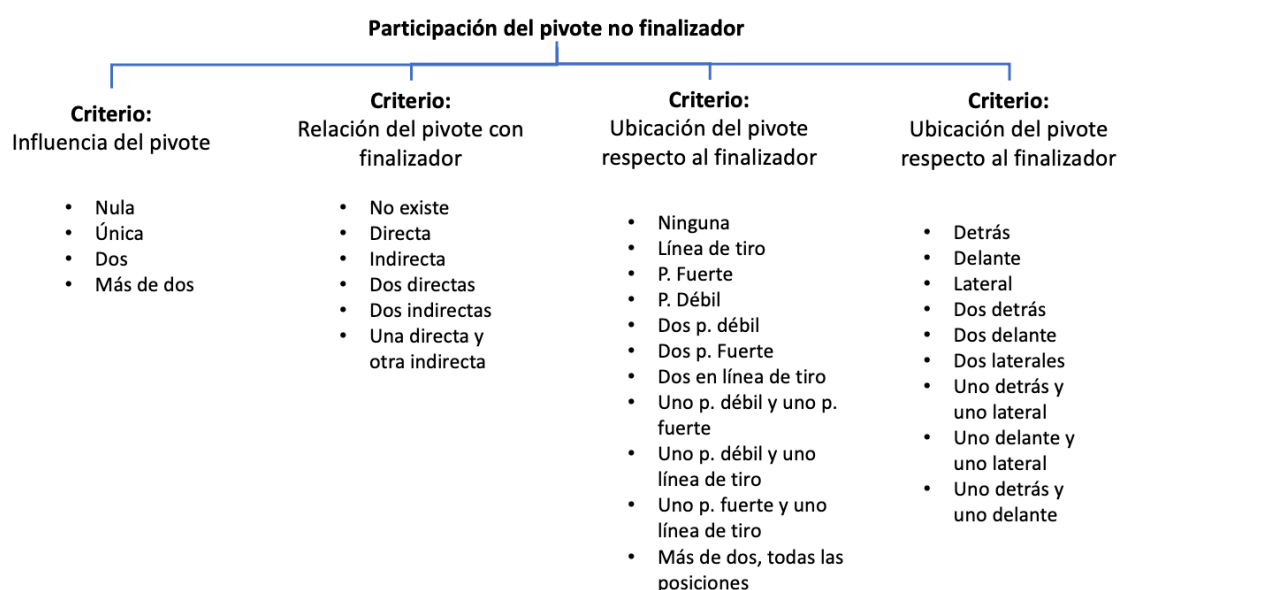 Participación del pivote no finalizador
Criterio:
Influencia del pivote
• Nula
• Única
• Dos
• Más de dos
Criterio:
Relación del pivote con
finalizador
• No existe
• Directa
• Indirecta
• Dos directas
• Dos indirectas
• Una directa y
otra indirecta
Criterio:
Ubicación del pivote
respecto al finalizador
• Ninguna
• Línea de tiro
• P. Fuerte
• P. Débil
• Dos p. débil
• Dos p. Fuerte
• Dos en línea de tiro
• Uno p. débil y uno p.
fuerte
• Uno p. débil y uno
línea de tiro
• Uno p. fuerte y uno
línea de tiro
• Más de dos, todas las
posiciones
Criterio:
Ubicación del pivote
respecto al finalizador
• Detrás
• Delante
• Lateral
• Dos detrás
• Dos delante
• Dos laterales
• Uno detrás y
uno lateral
• Uno delante y
uno lateral
• Uno detrás y
uno delante